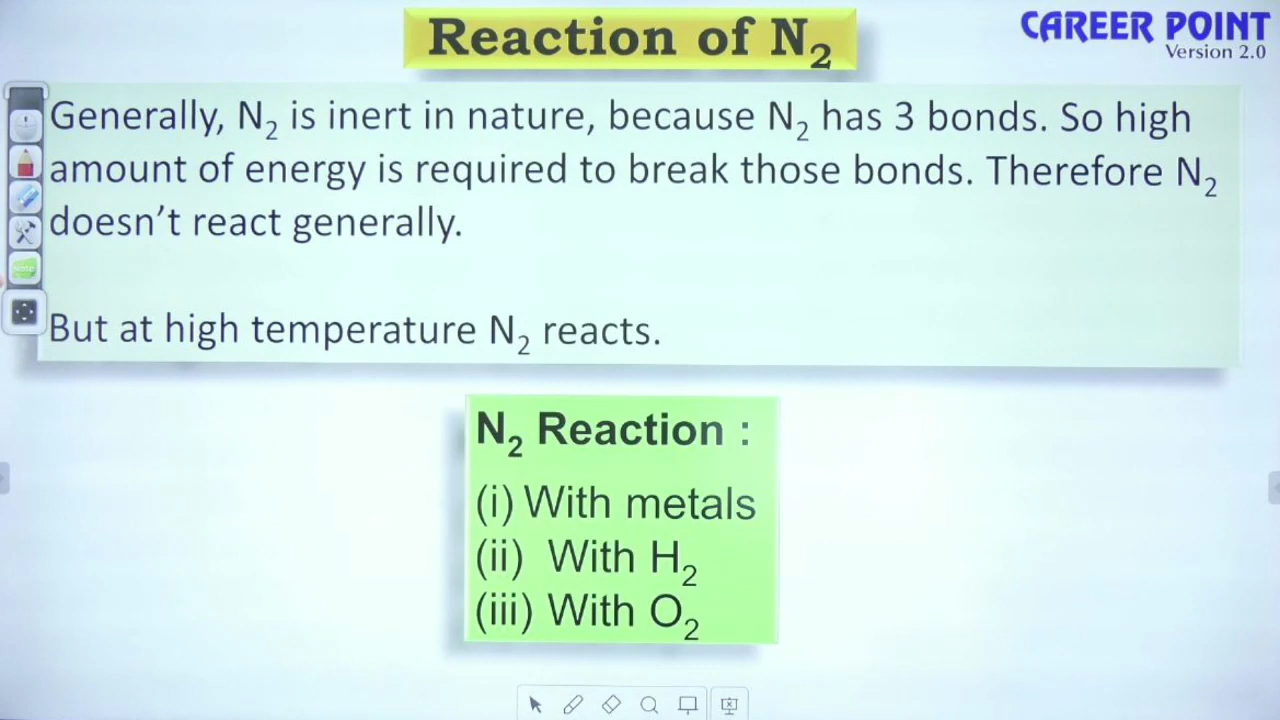 Reaction of N₂
CAREER POINT
Version 2.0
Generally, N₂ is inert in nature, because N₂ has 3 bonds. So high
amount of energy is required to break those bonds. Therefore N₂
doesn’t react generally.
But at high temperature N₂ reacts.
N₂ Reaction :
(i) With metals
(ii) With H₂
(iii) With O₂